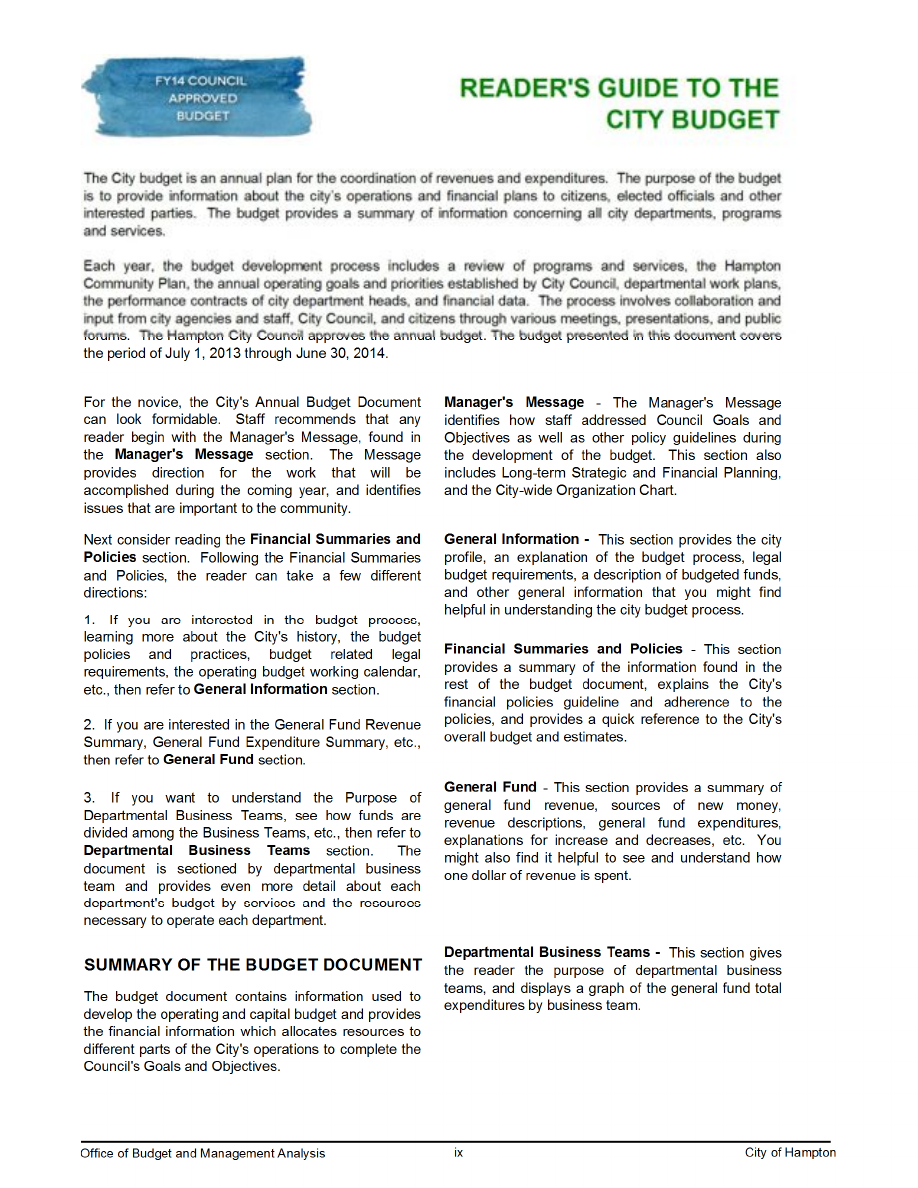 FY14 COUNCIL
APPROVED
BUDGET
READER'S GUIDE TO THE
CITY BUDGET
The City budget is an annual plan for the coordination of revenues and expenditures. The purpose of the budget
is to provide information about the city's operations and financial plans to citizens, elected officials and other
interested parties. The budget provides a summary of information concerning all city departments, programs
and services.
Each year, the budget development process includes a review of programs and services, the Hampton
Community Plan, the annual operating goals and priorities established by City Council, departmental work plans,
the performance contracts of city department heads, and financial data. The process involves collaboration and
input from city agencies and staff, City Council, and citizens through various meetings, presentations, and public
forums. The Hampton City Council approves the annual budget. The budget presented in this document covers
the period of July 1, 2013 through June 30, 2014.
For the novice, the City's Annual Budget Document
can look formidable. Staff recommends that any
reader begin with the Manager's Message, found in
the Manager's Message section. The Message
provides direction for the work that will be
accomplished during the coming year, and identifies
issues that are important to the community.
Next consider reading the Financial Summaries and
Policies section. Following the Financial Summaries
and Policies, the reader can take a few different
directions:
1. If you are interested in the budget process,
learning more about the City's history, the budget
policies and practices, budget related legal
requirements, the operating budget working calendar,
etc., then refer to General Information section.
2. If you are interested in the General Fund Revenue
Summary, General Fund Expenditure Summary, etc.,
then refer to General Fund section.
3. If you want to understand the Purpose of
Departmental Business Teams, see how funds are
divided among the Business Teams, etc., then refer to
Departmental Business Teams section. The
document is sectioned by departmental business
team and provides even more detail about each
department's budget by services and the resources
necessary to operate each department.
SUMMARY OF THE BUDGET DOCUMENT
The budget document contains information used to
develop the operating and capital budget and provides
the financial information which allocates resources to
different parts of the City's operations to complete the
Council's Goals and Objectives.
Manager's Message - The Manager's Message
identifies how staff addressed Council Goals and
Objectives as well as other policy guidelines during
the development of the budget. This section also
includes Long-term Strategic and Financial Planning,
and the City-wide Organization Chart.
General Information - This section provides the city
profile, an explanation of the budget process, legal
budget requirements, a description of budgeted funds,
and other general information that you might find
helpful in understanding the city budget process.
Financial Summaries and Policies - This section
provides a summary of the information found in the
rest of the budget document, explains the City's
financial policies guideline and adherence to the
policies, and provides a quick reference to the City's
overall budget and estimates.
General Fund - This section provides a summary of
general fund revenue, sources of new money,
revenue descriptions, general fund expenditures,
explanations for increase and decreases, etc. You
might also find it helpful to see and understand how
one dollar of revenue is spent.
Departmental Business Teams - This section gives
the reader the purpose of departmental business
teams, and displays a graph of the general fund total
expenditures by business team.
Office of Budget and Management Analysis
ix
City of Hampton